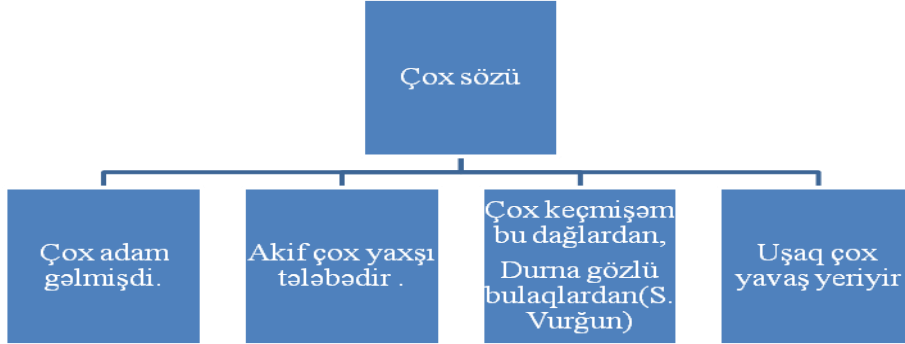 Çox sözü
Çox adam
gəlmişdi.
Akif çox yaxşı
tələbədir .
Çox keçmişəm
bu dağlardan,
Durna gözlü
bulaqlardan(S.
Vurğun)
Uşaq çox
yavaş yeriyir